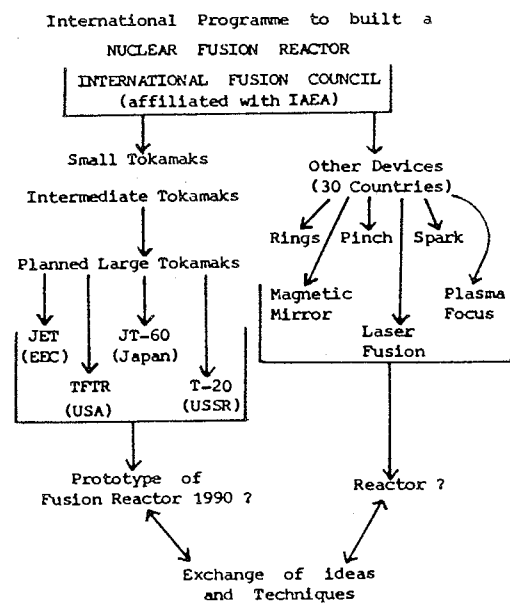 International Programme to built a
NUCLEAR FUSION REACTOR
INTERNATIONAL FUSION COUNCIL
(affiliated with IAEA)
Small Tokamaks
Other Devices
(30 Countries)
Intermediate Tokamaks
Rings Pinch Spark
Planned Large Tokamaks
Magnetic
Mirror
Plasma
Focus
JET
(EEC)
JT-60
(Japan)
Laser
Fusion
TFTR
(USA)
T-20
(USSR)
Prototype of
Fusion Reactor 1990 ?
Reactor ?
Exchange of ideas
and Techniques